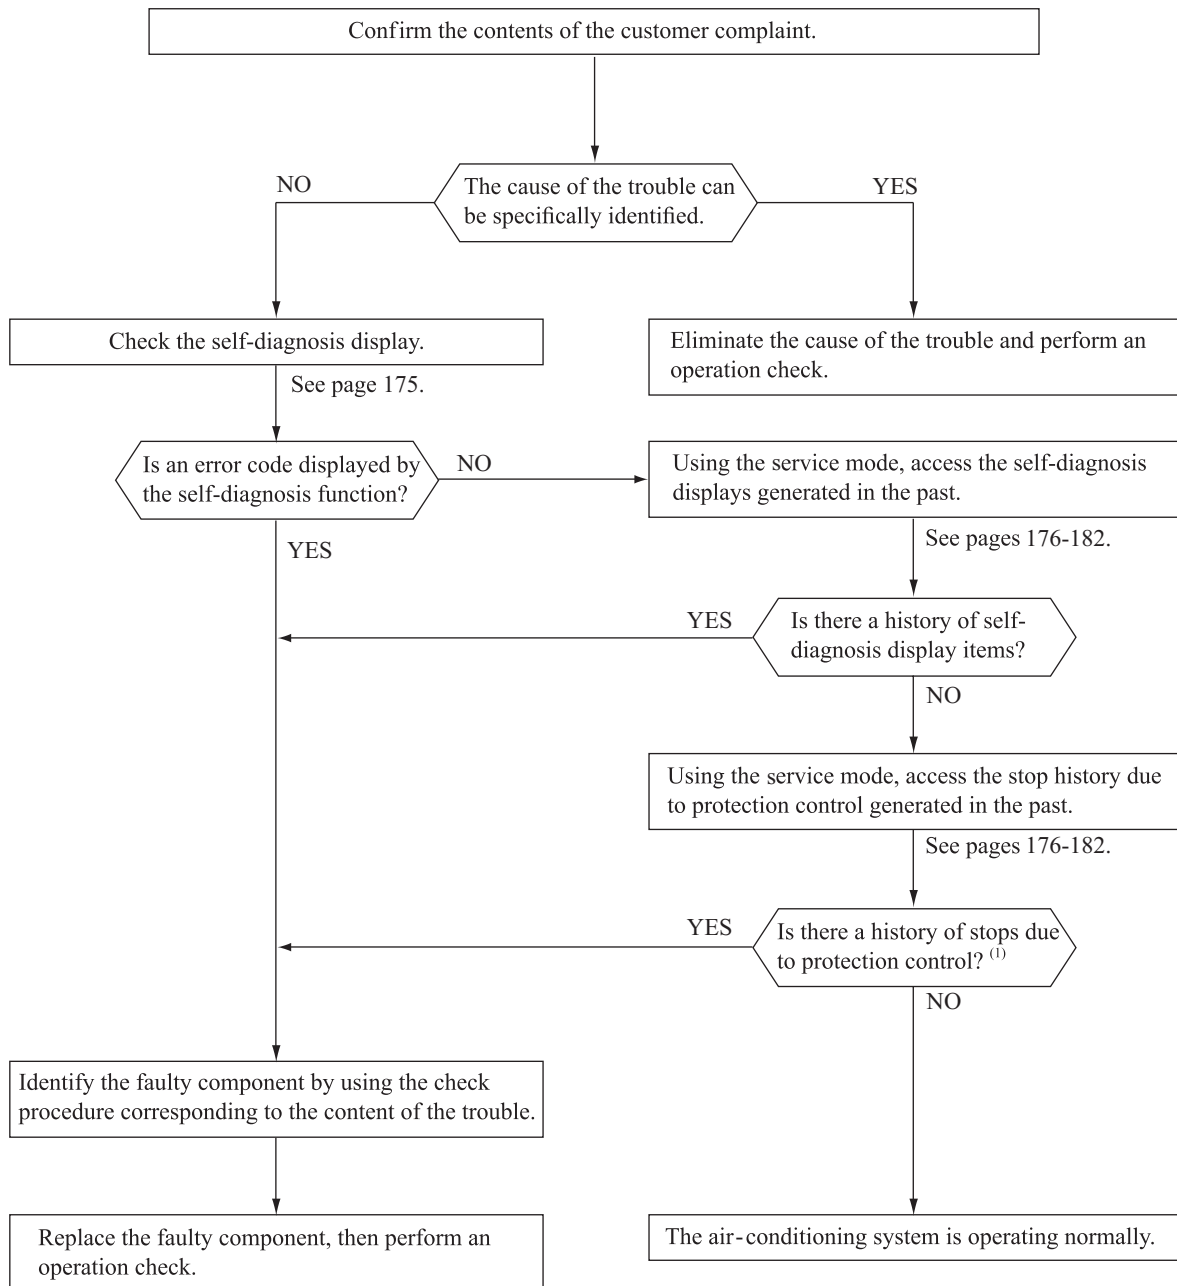 Confirm the contents of the customer complaint.
NO
The cause of the trouble can
be specifically identified.
YES
Check the self-diagnosis display.
Eliminate the cause of the trouble and perform an
operation check.
See page 175.
Is an error code displayed by
the self-diagnosis function?
NO
Using the service mode, access the self-diagnosis
displays generated in the past.
YES
See pages 176-182.
YES
Is there a history of self-
diagnosis display items?
NO
Using the service mode, access the stop history due
to protection control generated in the past.
See pages 176-182.
YES
Is there a history of stops due
to protection control? (1)
NO
Identify the faulty component by using the check
procedure corresponding to the content of the trouble.
Replace the faulty component, then perform an
operation check.
The air-conditioning system is operating normally.